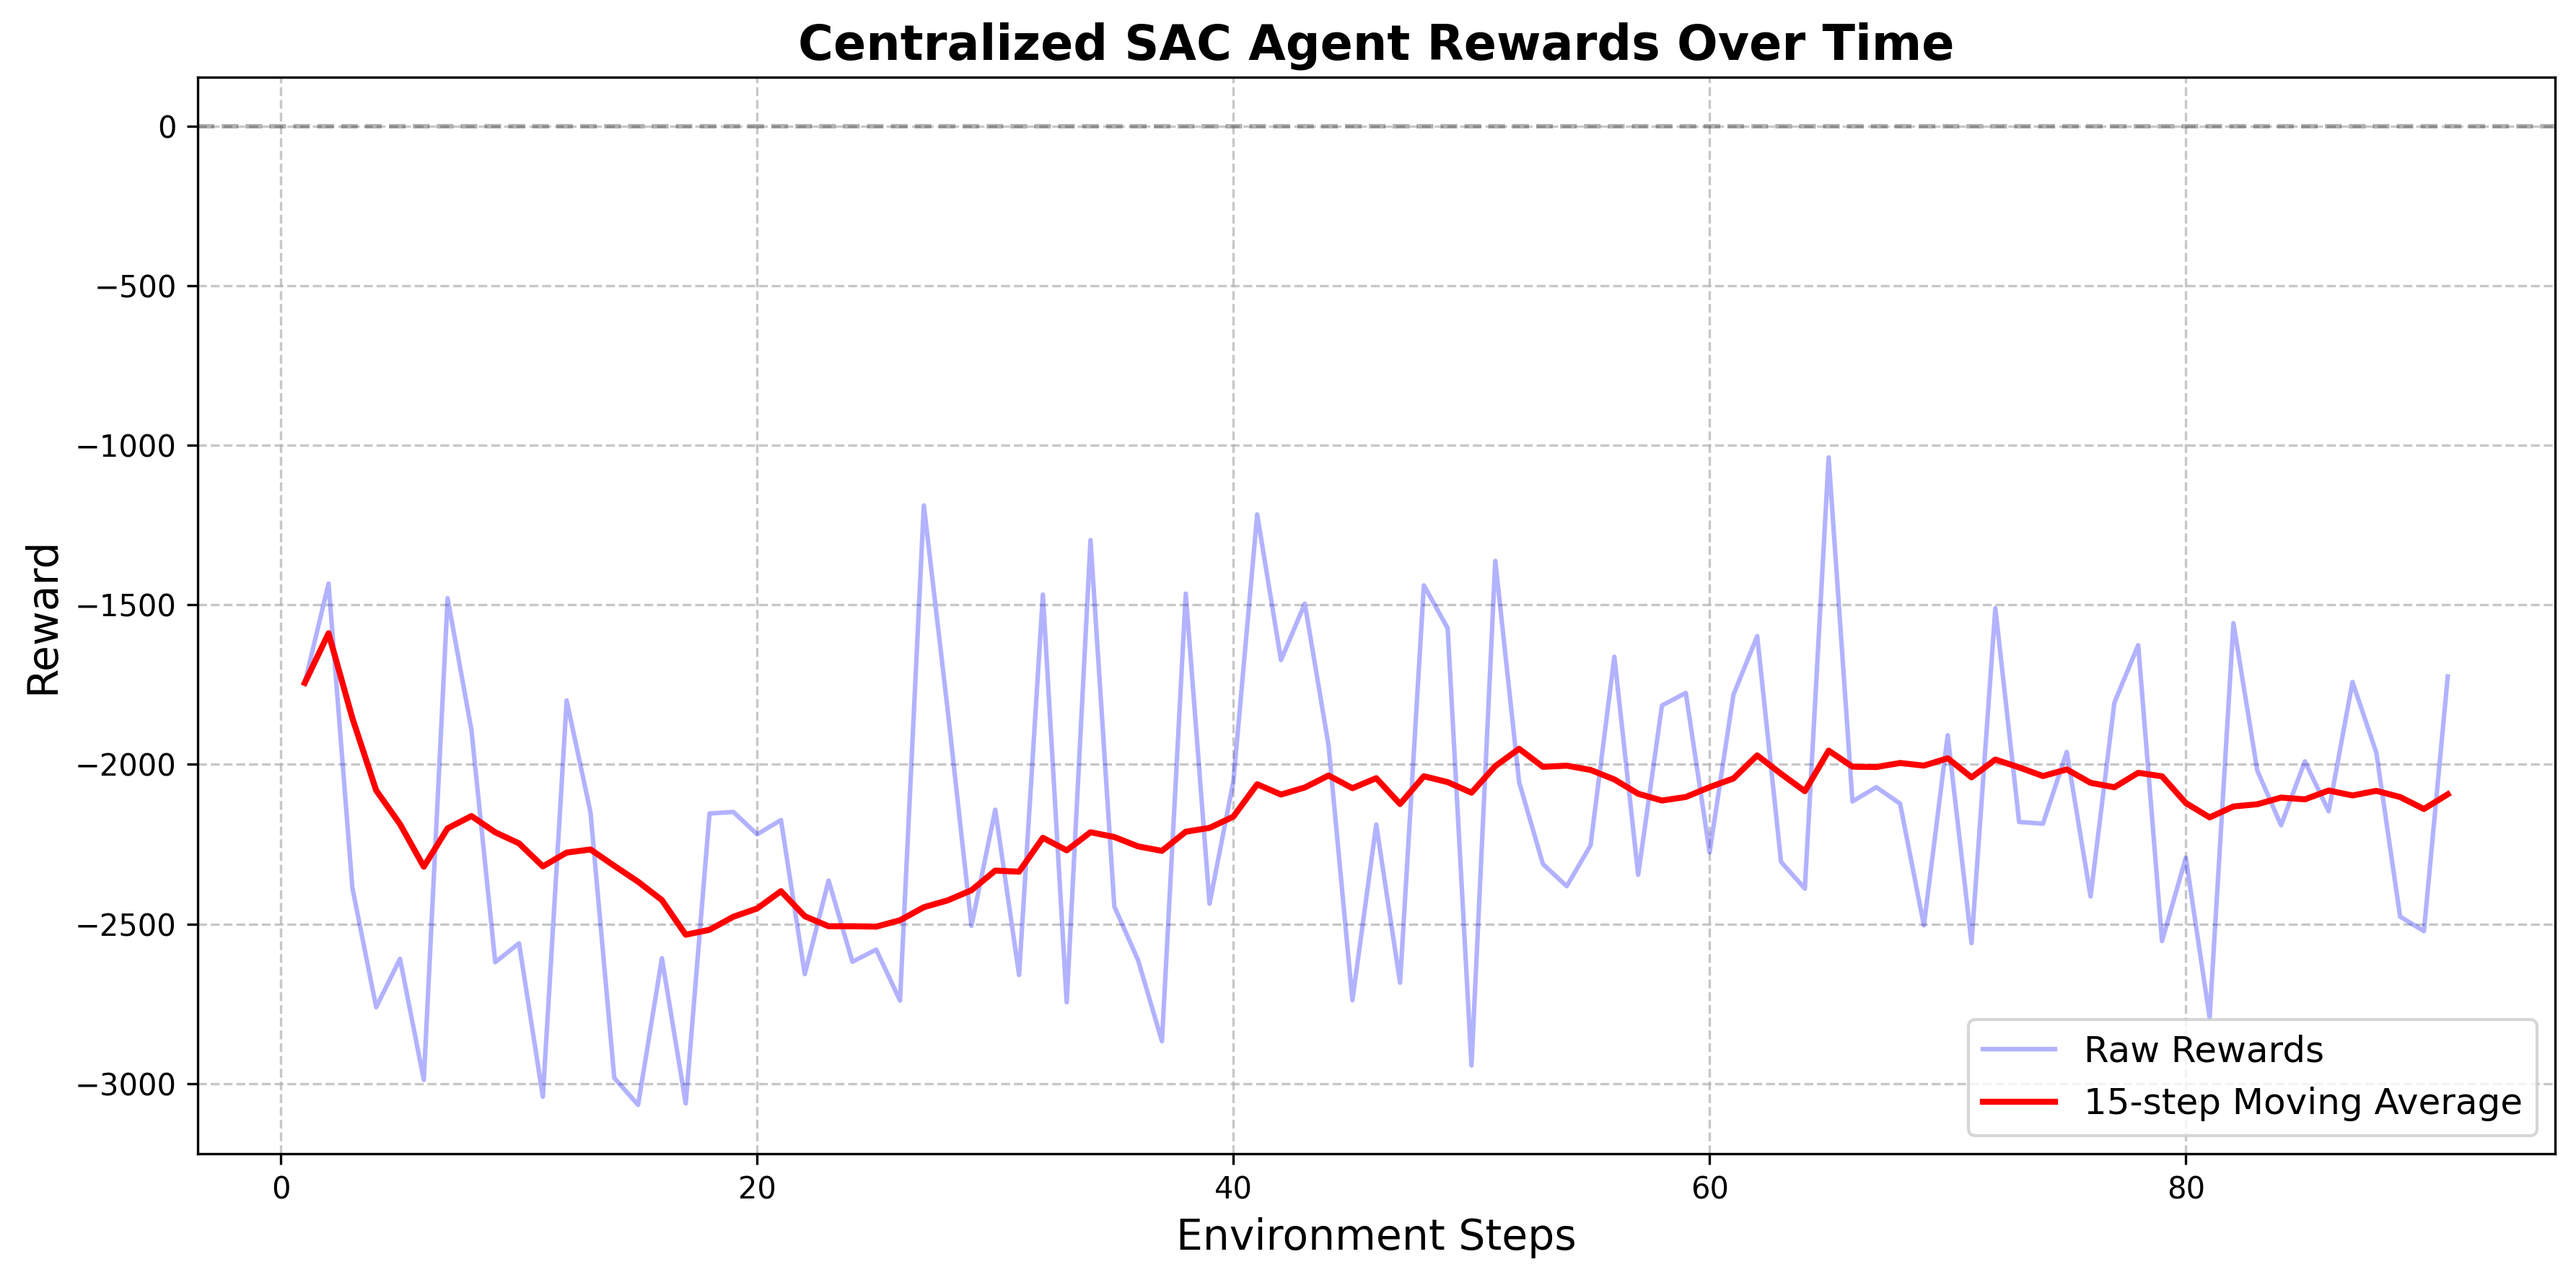 Centralized SAC Agent Rewards Over Time
0
−500
−1000
−1500
−2000
−2500
−3000
Reward
Raw Rewards
15-step Moving Average
0 20 40 60 80
Environment Steps